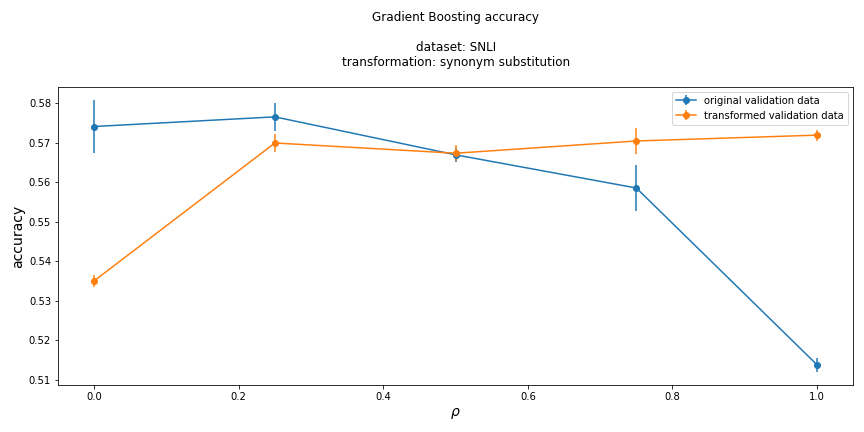 Gradient Boosting accuracy
dataset: SNLI
transformation: synonym substitution
original validation data
transformed validation data
accuracy
0.58
0.57
0.56
0.55
0.54
0.53
0.52
0.51
0.0 0.2 0.4 0.6 0.8 1.0
ρ